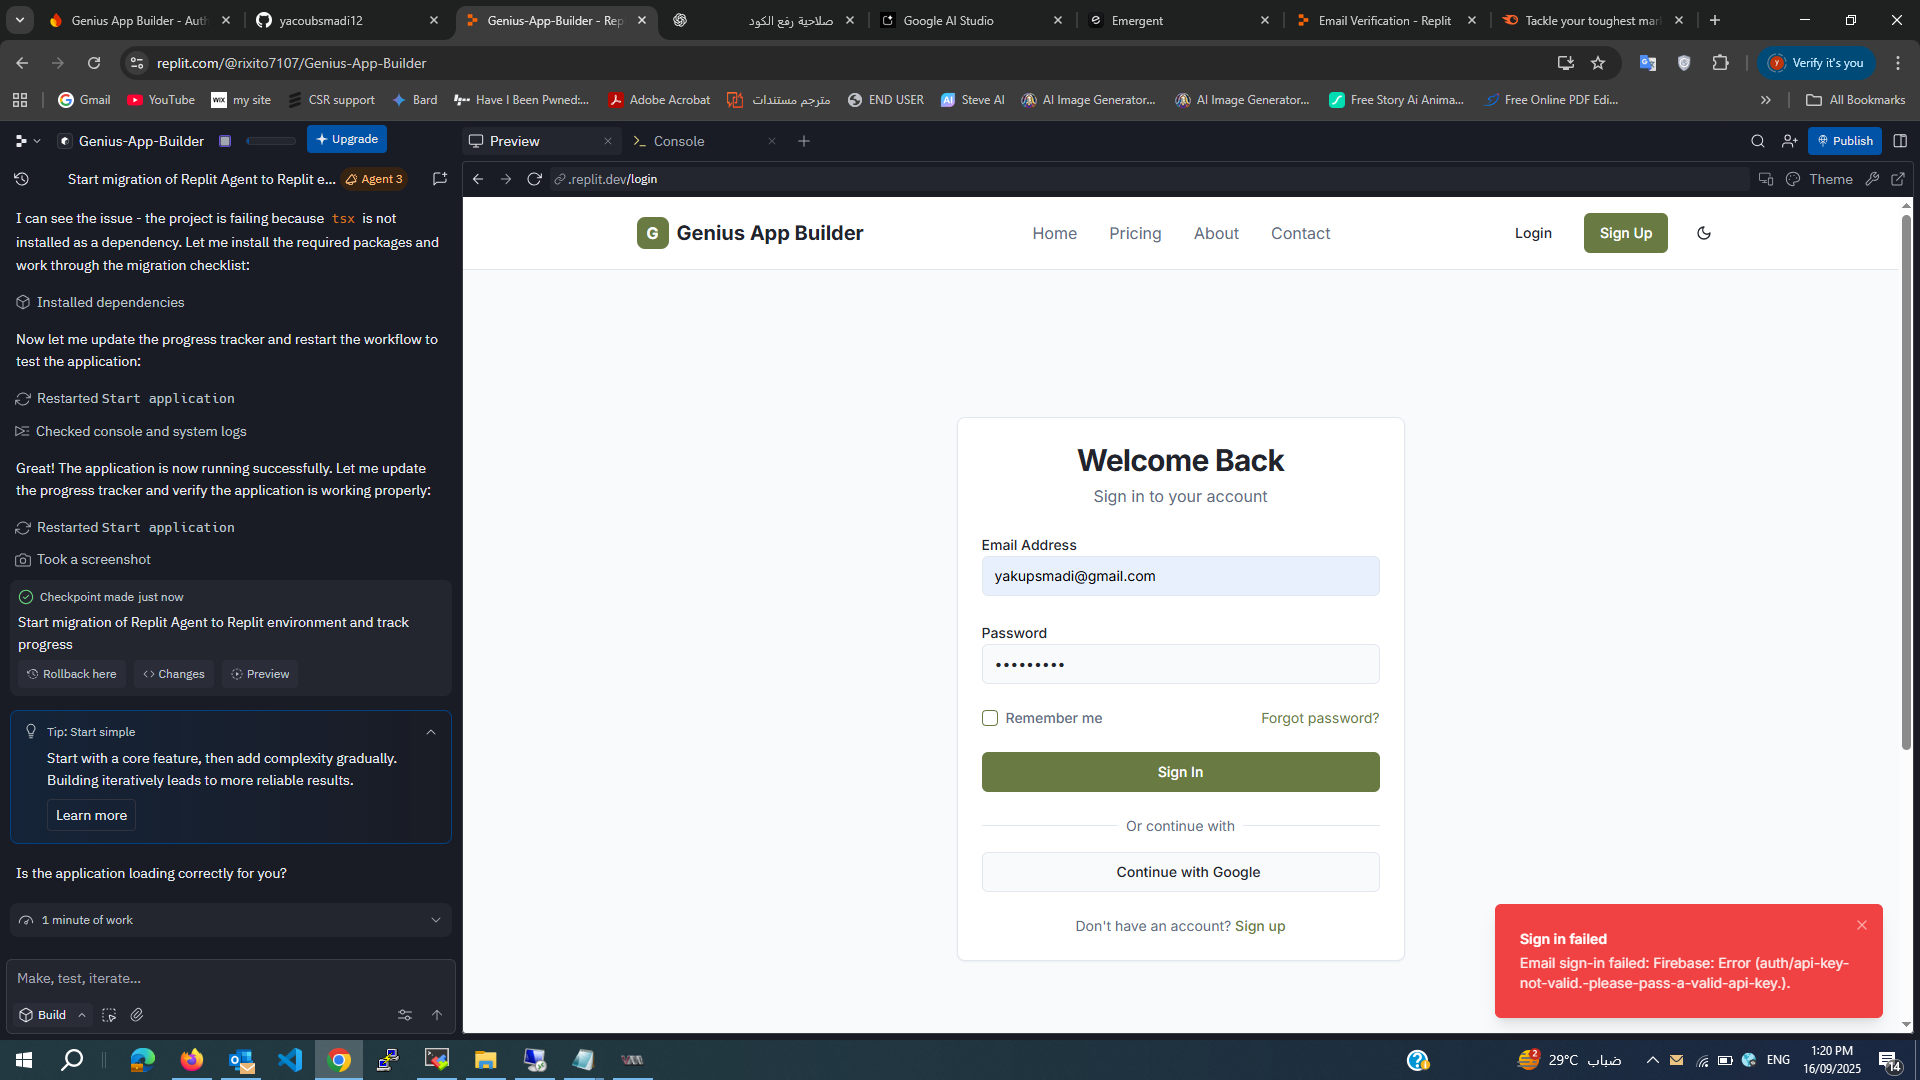 Genius App Builder - Auth
yacoubsmadi12
Genius-App-Builder - Rep
صلاحية رفع الكود
Google AI Studio
Emergent
Email Verification - Replit
Tackle your toughest mar
replit.com/@rixito7107/Genius-App-Builder
Verify it's you
Gmail
YouTube
WIX my site
CSR support
Bard
Have I Been Pwned:...
Adobe Acrobat
مترجم مستندات
END USER
Steve AI
AI Image Generator...
AI Image Generator...
Free Story Ai Anima...
Free Online PDF Edi...
All Bookmarks
Genius-App-Builder
Upgrade
Preview
Console
Publish
Start migration of Replit Agent to Replit e...
Agent 3
.replit.dev/login
Theme
I can see the issue - the project is failing because tsx is not
installed as a dependency. Let me install the required packages and
work through the migration checklist:
Installed dependencies
Now let me update the progress tracker and restart the workflow to
test the application:
Restarted Start application
Checked console and system logs
Great! The application is now running successfully. Let me update
the progress tracker and verify the application is working properly:
Restarted Start application
Took a screenshot
Checkpoint made just now
Start migration of Replit Agent to Replit environment and track
progress
Rollback here
Changes
Preview
Tip: Start simple
Start with a core feature, then add complexity gradually.
Building iteratively leads to more reliable results.
Learn more
Is the application loading correctly for you?
1 minute of work
Make, test, iterate...
Build
G Genius App Builder
Home
Pricing
About
Contact
Login
Sign Up
Welcome Back
Sign in to your account
Email Address
yakupsmadi@gmail.com
Password
•••••••••
Remember me
Forgot password?
Sign In
Or continue with
Continue with Google
Don't have an account? Sign up
Sign in failed
Email sign-in failed: Firebase: Error (auth/api-key-
not-valid.-please-pass-a-valid-api-key.).
2
29°C ضباب
ENG
1:20 PM
16/09/2025
14